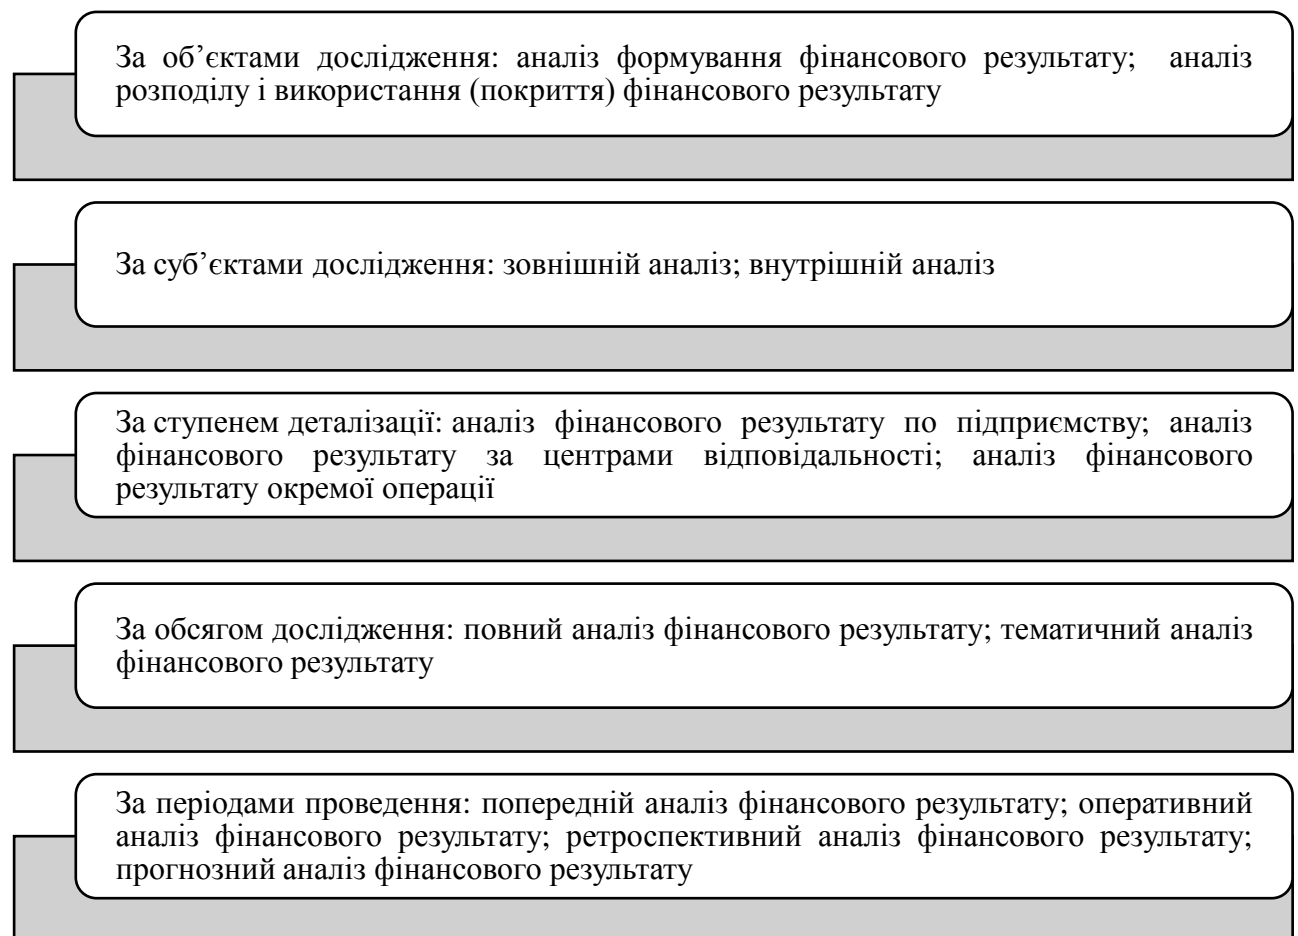 За об’єктами дослідження: аналіз формування фінансового результату; аналіз
розподілу і використання (покриття) фінансового результату
За суб’єктами дослідження: зовнішній аналіз; внутрішній аналіз
За ступенем деталізації: аналіз фінансового результату по підприємству; аналіз
фінансового результату за центрами відповідальності; аналіз фінансового
результату окремої операції
За обсягом дослідження: повний аналіз фінансового результату; тематичний аналіз
фінансового результату
За періодами проведення: попередній аналіз фінансового результату; оперативний
аналіз фінансового результату; ретроспективний аналіз фінансового результату;
прогнозний аналіз фінансового результату